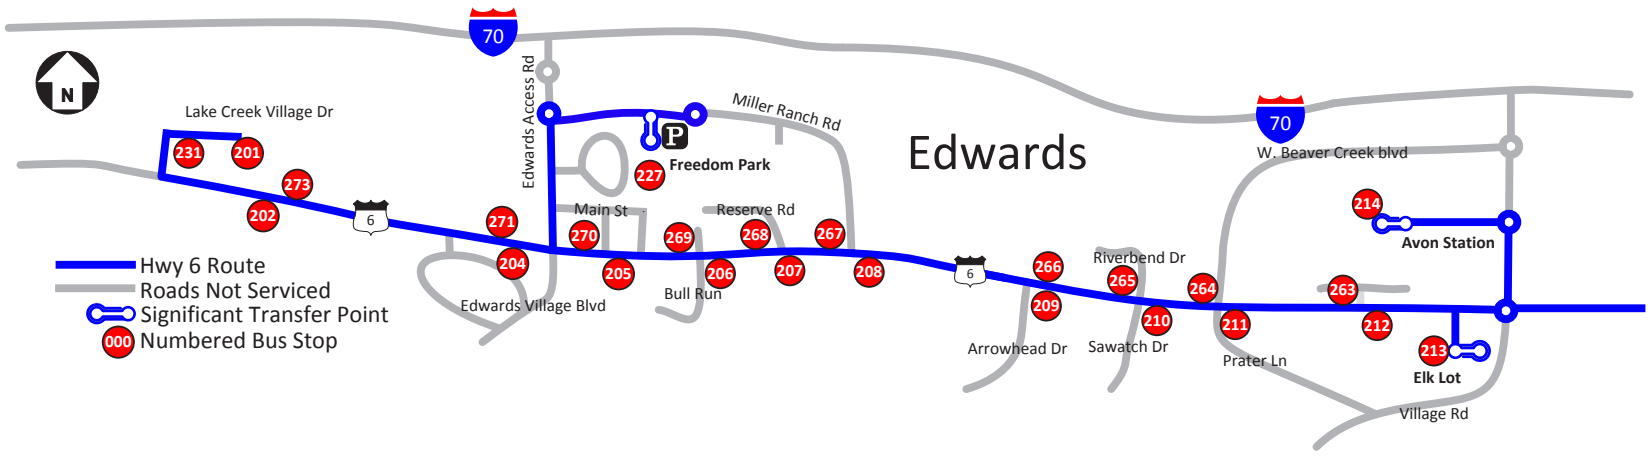 70
N
Lake Creek Village Dr
231
201
273
202
6
Edwards Access Rd
Miller Ranch Rd
P
Freedom Park
227
Edwards
70
W. Beaver Creek blvd
214
Avon Station
271
204
Main St
270
205
269
Reserve Rd
268
206
207
267
208
Bull Run
Edwards Village Blvd
6
266
209
Riverbend Dr
265
210
264
211
263
212
Arrowhead Dr
Sawatch Dr
Prater Ln
213
Elk Lot
Village Rd
Hwy 6 Route
Roads Not Serviced
Significant Transfer Point
000 Numbered Bus Stop